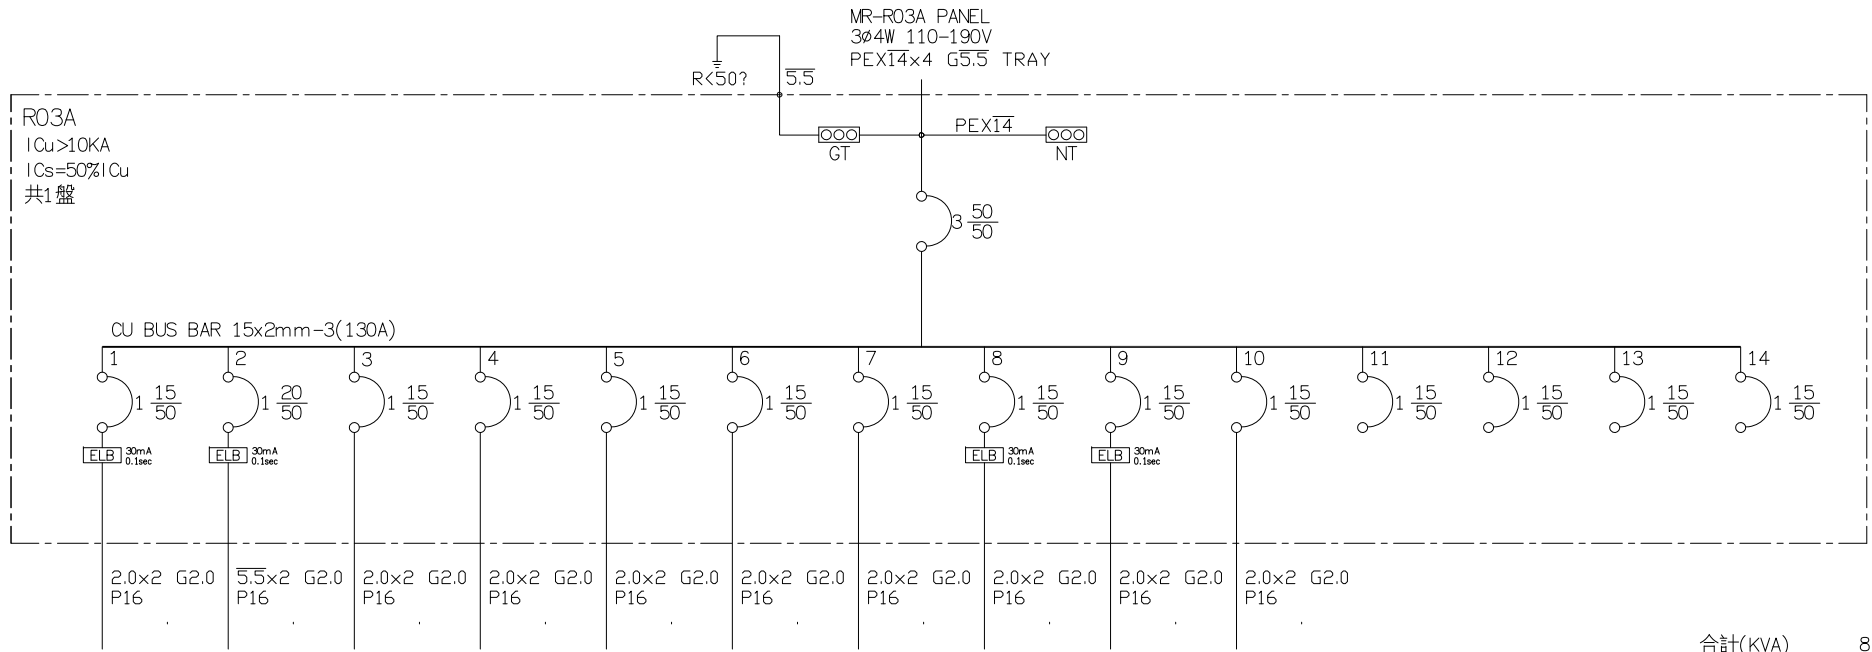 MR-R03A PANEL
3ø4W 110-190V
PEX14x4 G5.5 TRAY
R<50?
5.5
R03A
ICu>10KA
ICs=50%ICu
共1盤
GT
PEX14
NT
3 50/50
CU BUS BAR 15x2mm-3(130A)
1 2 3 4 5 6 7 8 9 10 11 12 13 14
1 15/50 1 20/50 1 15/50 1 15/50 1 15/50 1 15/50 1 15/50 1 15/50 1 15/50 1 15/50 1 15/50 1 15/50 1 15/50 1 15/50
ELB 30mA 0.1sec ELB 30mA 0.1sec ELB 30mA 0.1sec ELB 30mA 0.1sec
2.0x2 G2.0 5.5x2 G2.0 2.0x2 G2.0 2.0x2 G2.0 2.0x2 G2.0 2.0x2 G2.0 2.0x2 G2.0 2.0x2 G2.0 2.0x2 G2.0 2.0x2 G2.0
P16 P16 P16 P16 P16 P16 P16 P16 P16 P16
合計(KVA) 8